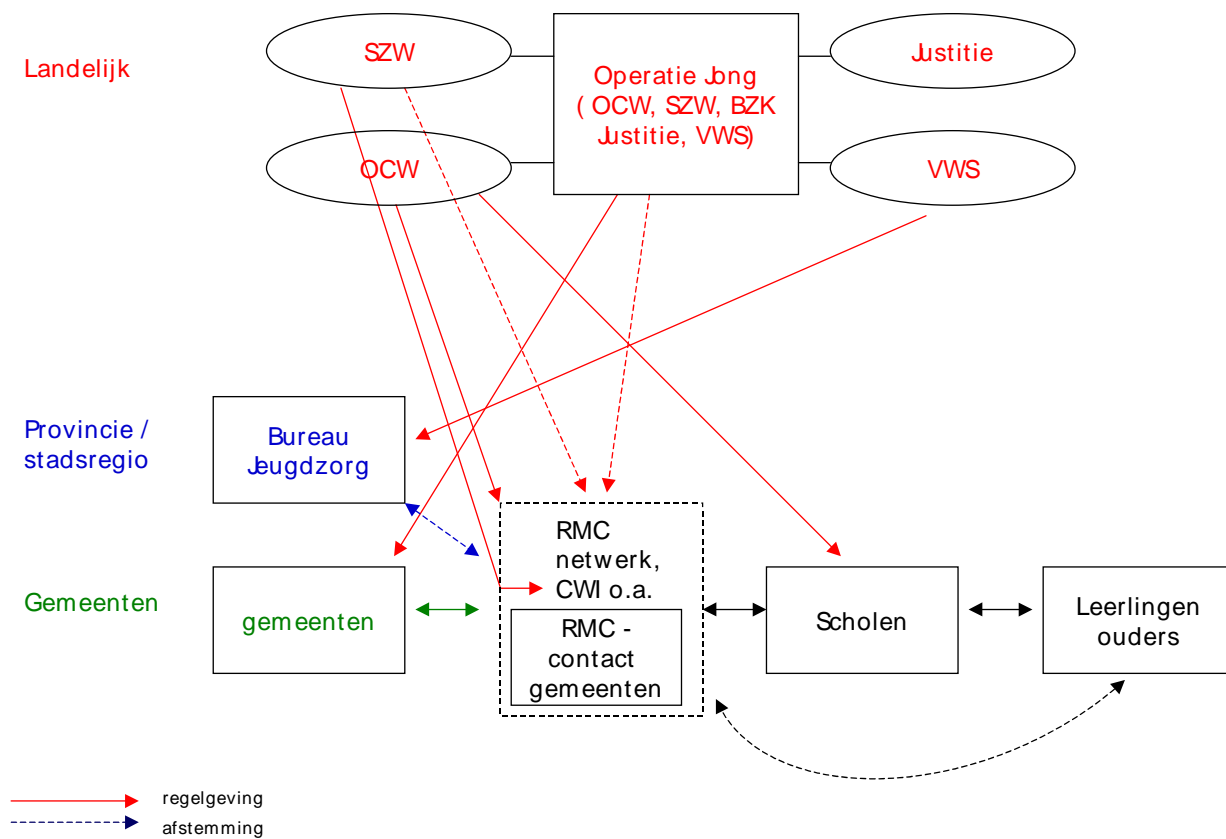 SZW
Justitie
Landelijk
Operatie Jong
( OCW, SZW, BZK
Justitie, VWS)
OCW
VWS
Provincie /
stadsregio
Bureau
Jeugdzorg
RMC
netwerk,
CWI o.a.
Gemeenten
gemeenten
RMC -
contact
gemeenten
Scholen
Leerlingen
ouders
regelgeving
afstemming